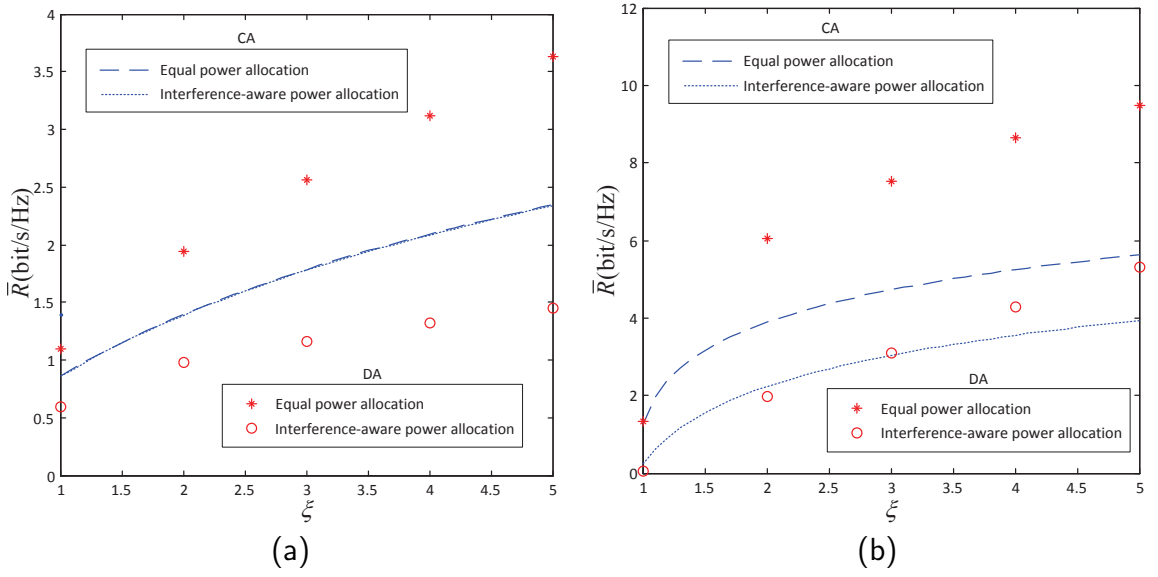 4
3.5
3
2.5
2
1.5
1
0.5
0
R̅(bit/s/Hz)
CA
Equal power allocation
Interference-aware power allocation
DA
Equal power allocation
Interference-aware power allocation
1 1.5 2 2.5 3 3.5 4 4.5 5
ξ
(a)
12
10
8
6
4
2
0
R̅(bit/s/Hz)
CA
Equal power allocation
Interference-aware power allocation
DA
Equal power allocation
Interference-aware power allocation
1 1.5 2 2.5 3 3.5 4 4.5 5
ξ
(b)